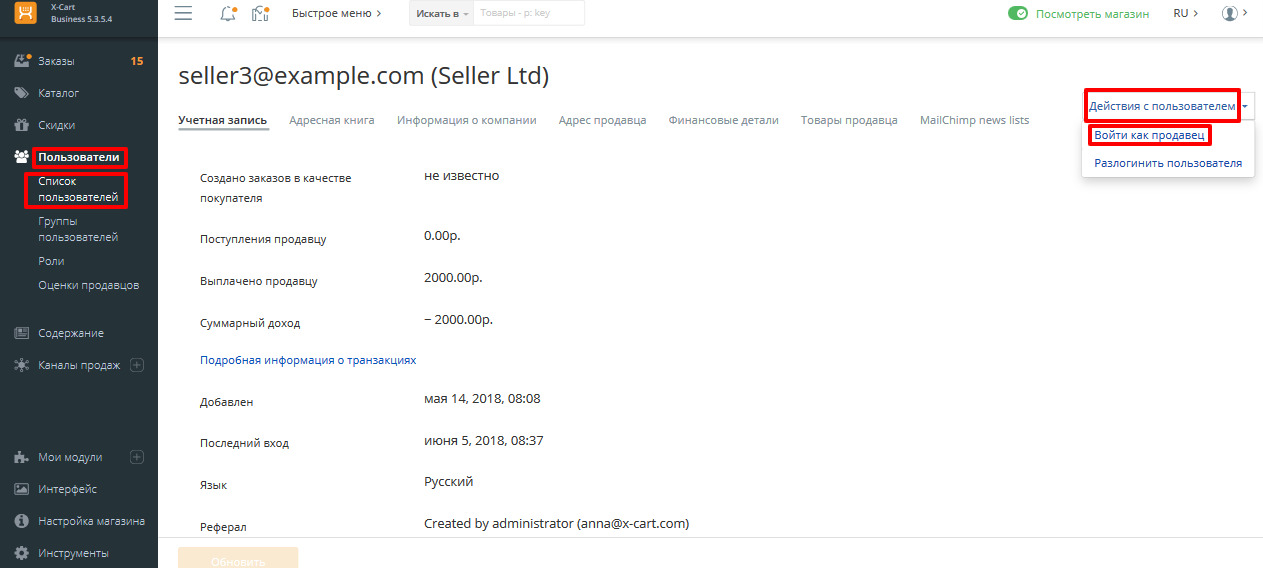 X-Cart
Business 5.3.5.4
Быстрое меню
Искать в
Товары - p: key
Посмотреть магазин
RU
Заказы
15
Каталог
Скидки
Пользователи
Список
пользователей
Группы
пользователей
Роли
Оценки продавцов
Содержание
Каналы продаж
Мои модули
Интерфейс
Настройка магазина
Инструменты
seller3@example.com (Seller Ltd)
Действия с пользователем
Войти как продавец
Разлогинить пользователя
Учетная запись
Адресная книга
Информация о компании
Адрес продавца
Финансовые детали
Товары продавца
MailChimp news lists
Создано заказов в качестве
покупателя
не известно
Поступления продавцу
0.00р.
Выплачено продавцу
2000.00р.
Суммарный доход
− 2000.00р.
Подробная информация о транзакциях
Добавлен
мая 14, 2018, 08:08
Последний вход
июня 5, 2018, 08:37
Язык
Русский
Реферал
Created by administrator (anna@x-cart.com)
Обновить